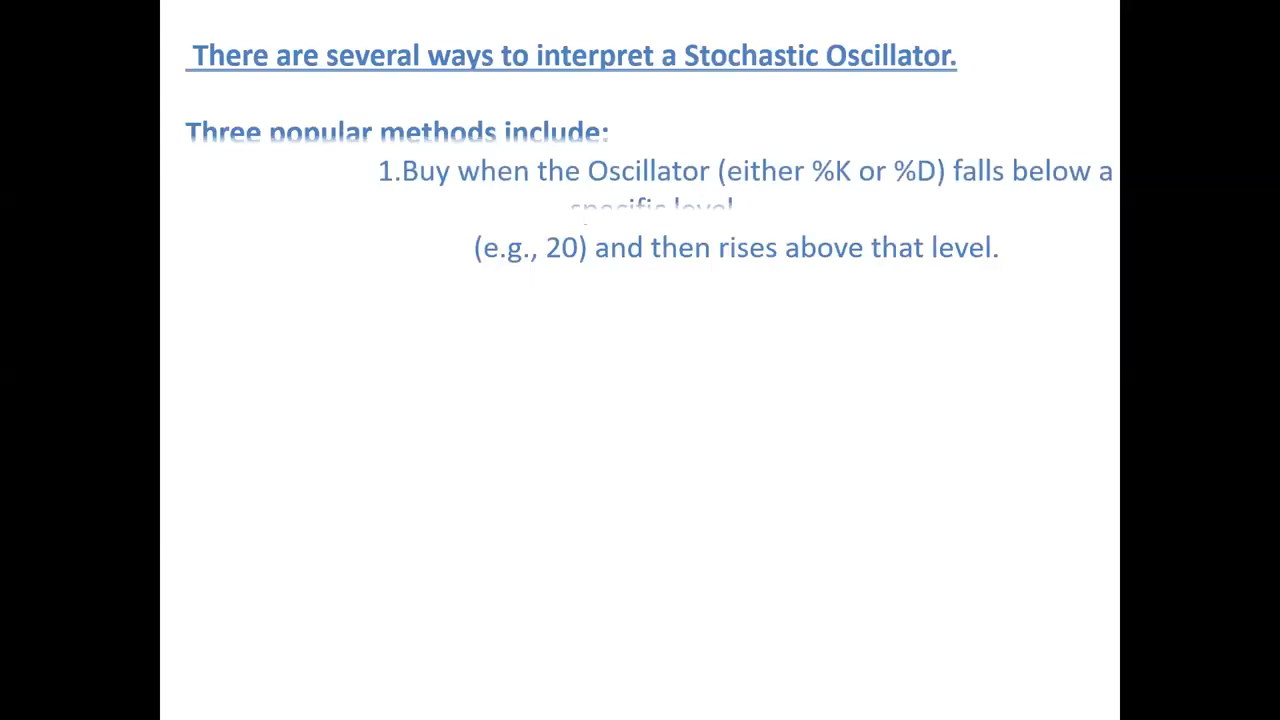 There are several ways to interpret a Stochastic Oscillator.
Three popular methods include:
1.Buy when the Oscillator (either %K or %D) falls below a
specific level
(e.g., 20) and then rises above that level.